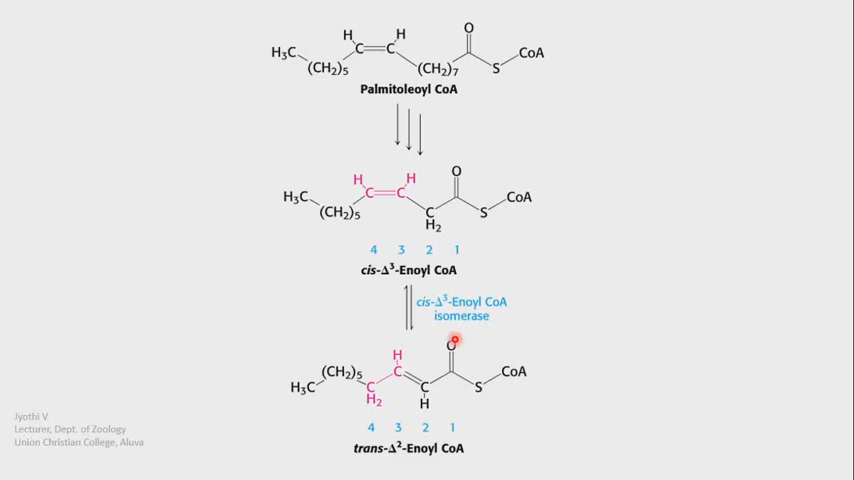 O
H H
H₃C C C CoA
(CH₂)₅ (CH₂)₇ S
Palmitoleoyl CoA
O
H H
H₃C C C CoA
(CH₂)₅ C S
H₂
4 3 2 1
cis-Δ³-Enoyl CoA
cis-Δ³-Enoyl CoA
isomerase
O
H
(CH₂)₅ C CoA
H₃C C C S
H₂ H
4 3 2 1
trans-Δ²-Enoyl CoA
Jyothi V
Lecturer, Dept. of Zoology
Union Christian College, Aluva